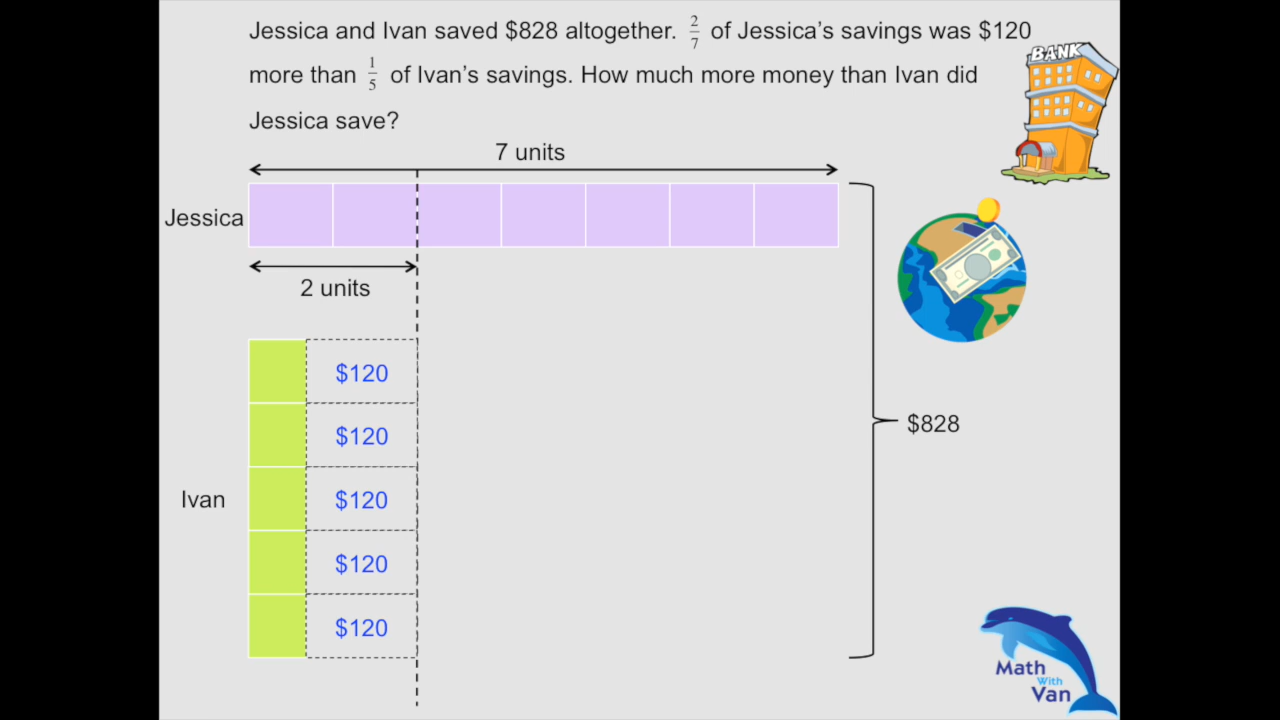 Jessica and Ivan saved $828 altogether. 2/7 of Jessica’s savings was $120
more than 1/5 of Ivan’s savings. How much more money than Ivan did
Jessica save?
BANK
7 units
Jessica
2 units
$120
$120
$120
$120
$120
Ivan
$828
Math
With
Van